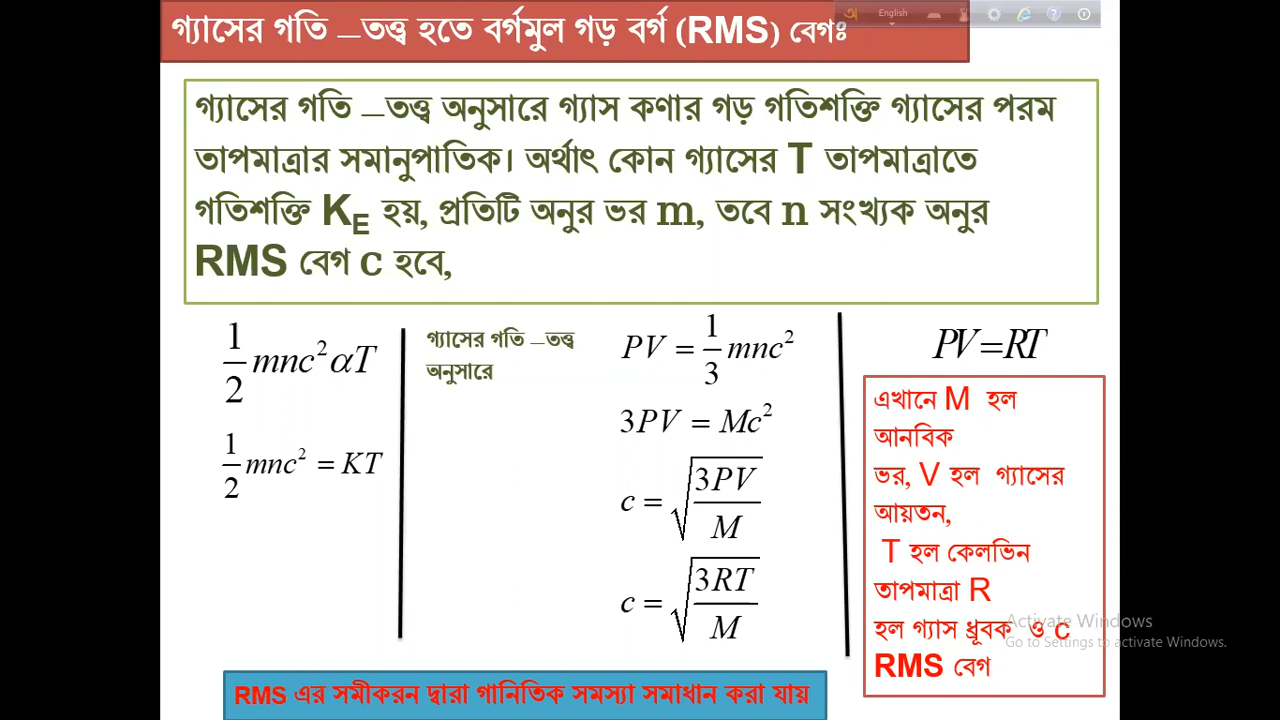 গ্যাসের গতি –তত্ত্ব হতে বর্গমুল গড় বর্গ (RMS) বেগঃ
English
গ্যাসের গতি –তত্ত্ব অনুসারে গ্যাস কণার গড় গতিশক্তি গ্যাসের পরম
তাপমাত্রার সমানুপাতিক। অর্থাৎ কোন গ্যাসের T তাপমাত্রাতে
গতিশক্তি K_E হয়, প্রতিটি অনুর ভর m, তবে n সংখ্যক অনুর
RMS বেগ c হবে,
1/2 mnc² αT
1/2 mnc² = KT
গ্যাসের গতি –তত্ত্ব
অনুসারে
PV = 1/3 mnc²
3PV = Mc²
c = √(3PV/M)
c = √(3RT/M)
PV=RT
এখানে M হল
আনবিক
ভর, V হল গ্যাসের
আয়তন,
T হল কেলভিন
তাপমাত্রা R
হল গ্যাস ধ্রূবক ও c
RMS বেগ
Activate Windows
Go to Settings to activate Windows.
RMS এর সমীকরন দ্বারা গানিতিক সমস্যা সমাধান করা যায়